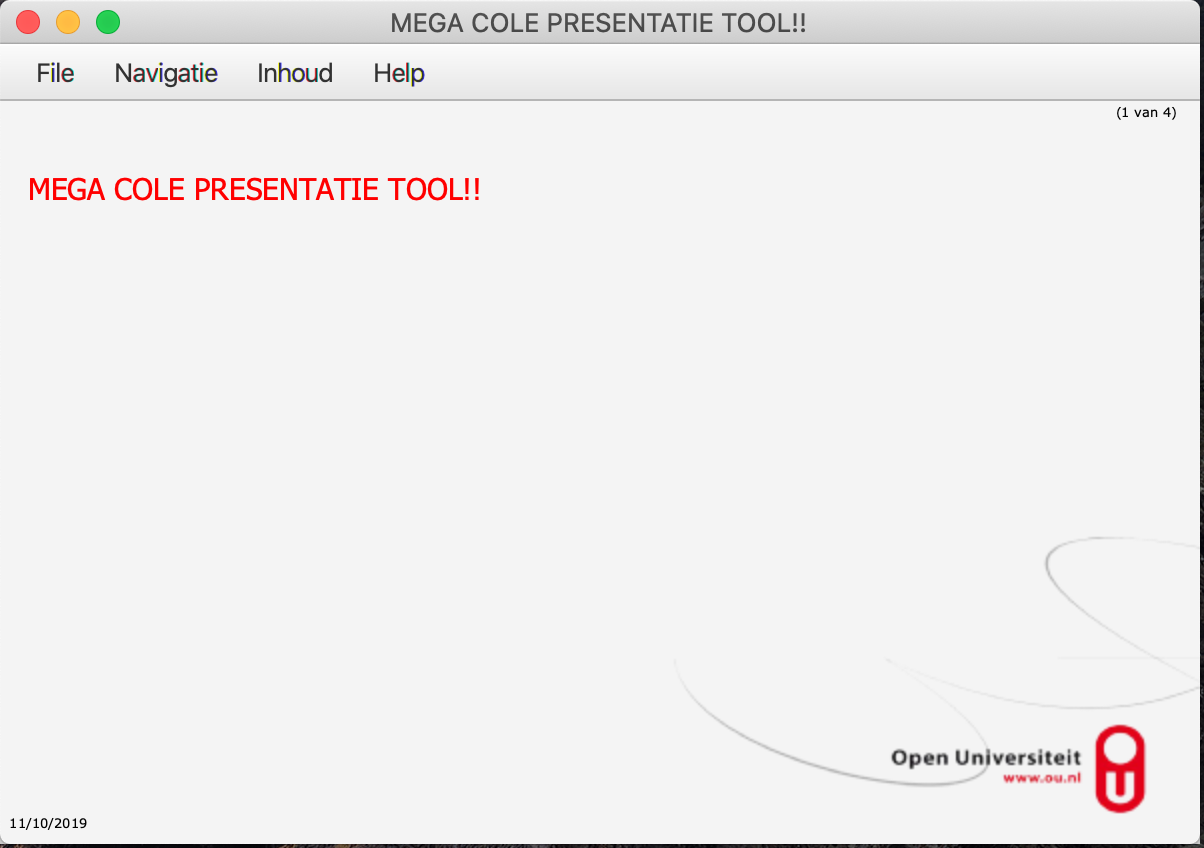 MEGA COLE PRESENTATIE TOOL!!
File Navigatie Inhoud Help
(1 van 4)
MEGA COLE PRESENTATIE TOOL!!
Open Universiteit
www.ou.nl
11/10/2019